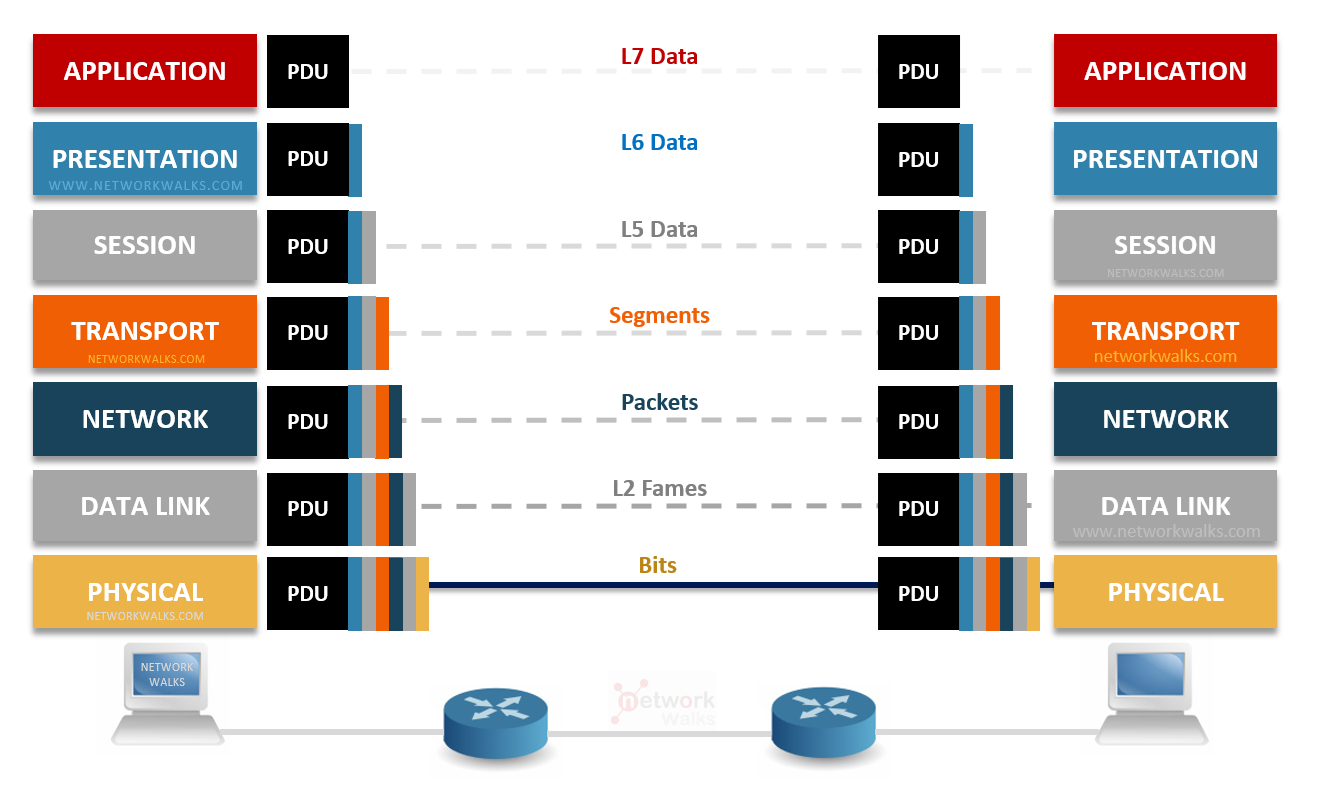 APPLICATION PDU L7 Data PDU APPLICATION
PRESENTATION PDU L6 Data PDU PRESENTATION
WWW.NETWORKWALKS.COM
SESSION PDU L5 Data PDU SESSION
NETWORKWALKS.COM
TRANSPORT PDU Segments PDU TRANSPORT
NETWORKWALKS.COM networkwalks.com
NETWORK PDU Packets PDU NETWORK
DATA LINK PDU L2 Fames PDU DATA LINK
www.networkwalks.com
PHYSICAL PDU Bits PDU PHYSICAL
NETWORKWALKS.COM
NETWORK
WALKS
network
Walks